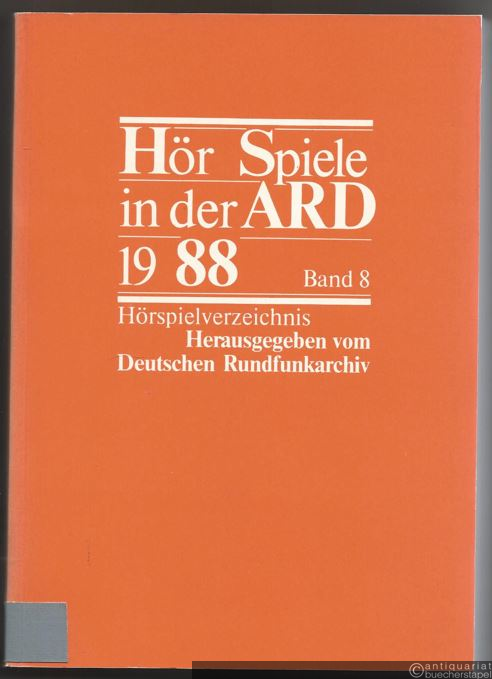 Hör Spiele
in der ARD
19 88 Band 8
Hörspielverzeichnis
Herausgegeben vom
Deutschen Rundfunkarchiv
© antiquariat
buecherstapel